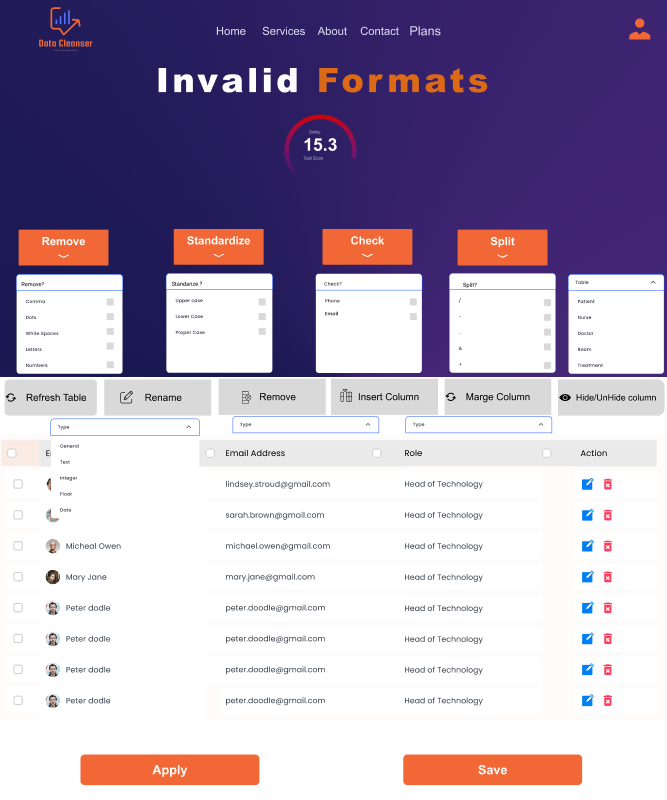 Data Cleanser
Home Services About Contact Plans
Invalid Formats
Safety
15.3
Total Score
Remove
Standardize
Check
Split
Remove?
Comma
Dots
White Spaces
Letters
Numbers
Standarize ?
Upper case
Lower Case
Proper Case
Check?
Phone
Email
Split?
/
-
.
&
+
Table
Patient
Nurse
Doctor
Room
Treatment
Refresh Table
Rename
Remove
Insert Column
Marge Column
Hide/UnHide column
Type
General
Text
Integer
Float
Date
Type
Type
Email Address Role Action
lindsey.stroud@gmail.com Head of Technology
sarah.brown@gmail.com Head of Technology
Micheal Owen michael.owen@gmail.com Head of Technology
Mary Jane mary.jane@gmail.com Head of Technology
Peter dodle peter.doodle@gmail.com Head of Technology
Peter dodle peter.doodle@gmail.com Head of Technology
Peter dodle peter.doodle@gmail.com Head of Technology
Peter dodle peter.doodle@gmail.com Head of Technology
Apply
Save